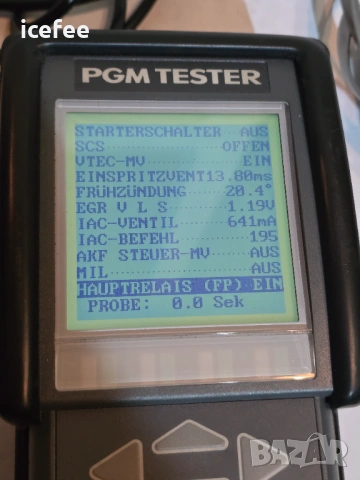 icefee
PGM TESTER
STARTERSCHALTER AUS
SCS OFFEN
VTEC-MV EIN
EINSPRITZVENT13.80ms
FRÜHZÜNDUNG 20.4°
EGR V L S 1.19V
IAC-VENTIL 641mA
IAC-BEFEHL 195
AKF STEUER-MV AUS
MIL AUS
HAUPTRELAIS (FP) EIN
PROBE: 0.0 Sek
BAZAR